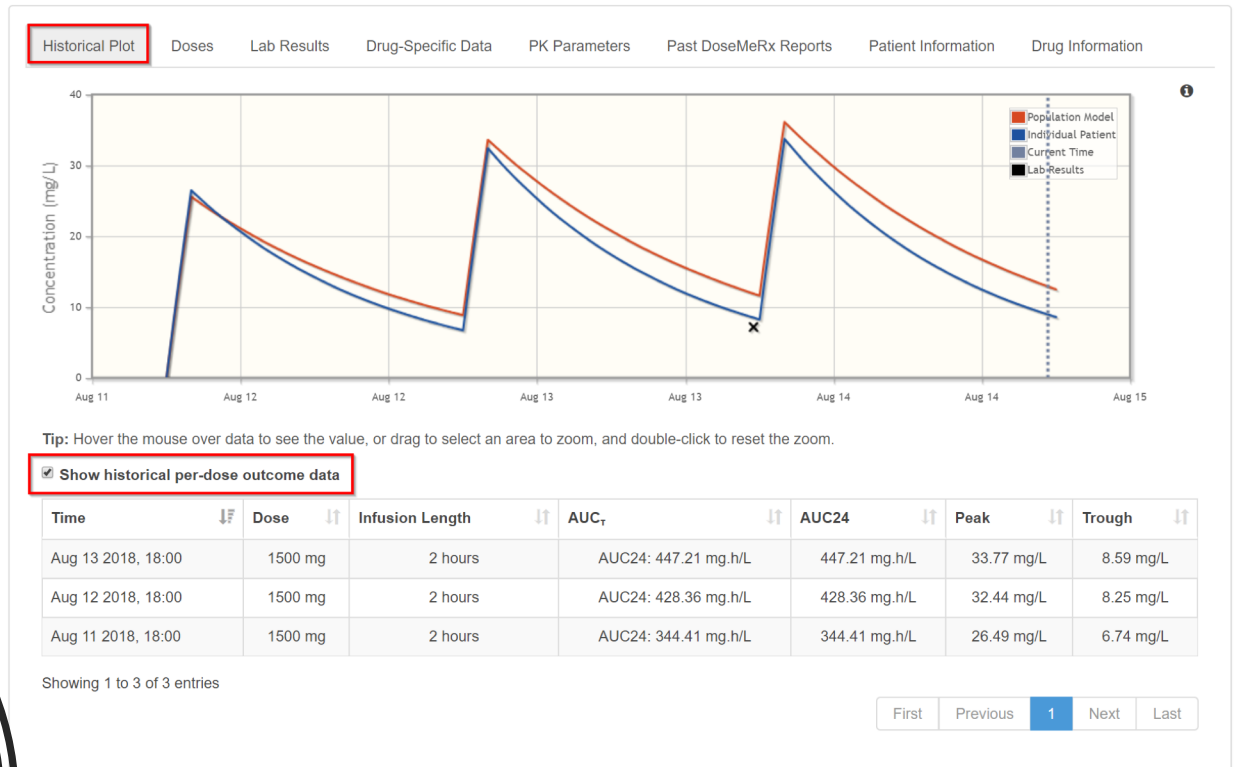 Historical Plot Doses Lab Results Drug-Specific Data PK Parameters Past DoseMeRx Reports Patient Information Drug Information
40
30
20
10
0
Concentration (mg/L)
Population Model
Individual Patient
Current Time
Lab Results
Aug 11 Aug 12 Aug 12 Aug 13 Aug 13 Aug 14 Aug 14 Aug 15
Tip: Hover the mouse over data to see the value, or drag to select an area to zoom, and double-click to reset the zoom.
Show historical per-dose outcome data
Time Dose Infusion Length AUCτ AUC24 Peak Trough
Aug 13 2018, 18:00 1500 mg 2 hours AUC24: 447.21 mg.h/L 447.21 mg.h/L 33.77 mg/L 8.59 mg/L
Aug 12 2018, 18:00 1500 mg 2 hours AUC24: 428.36 mg.h/L 428.36 mg.h/L 32.44 mg/L 8.25 mg/L
Aug 11 2018, 18:00 1500 mg 2 hours AUC24: 344.41 mg.h/L 344.41 mg.h/L 26.49 mg/L 6.74 mg/L
Showing 1 to 3 of 3 entries
First Previous 1 Next Last